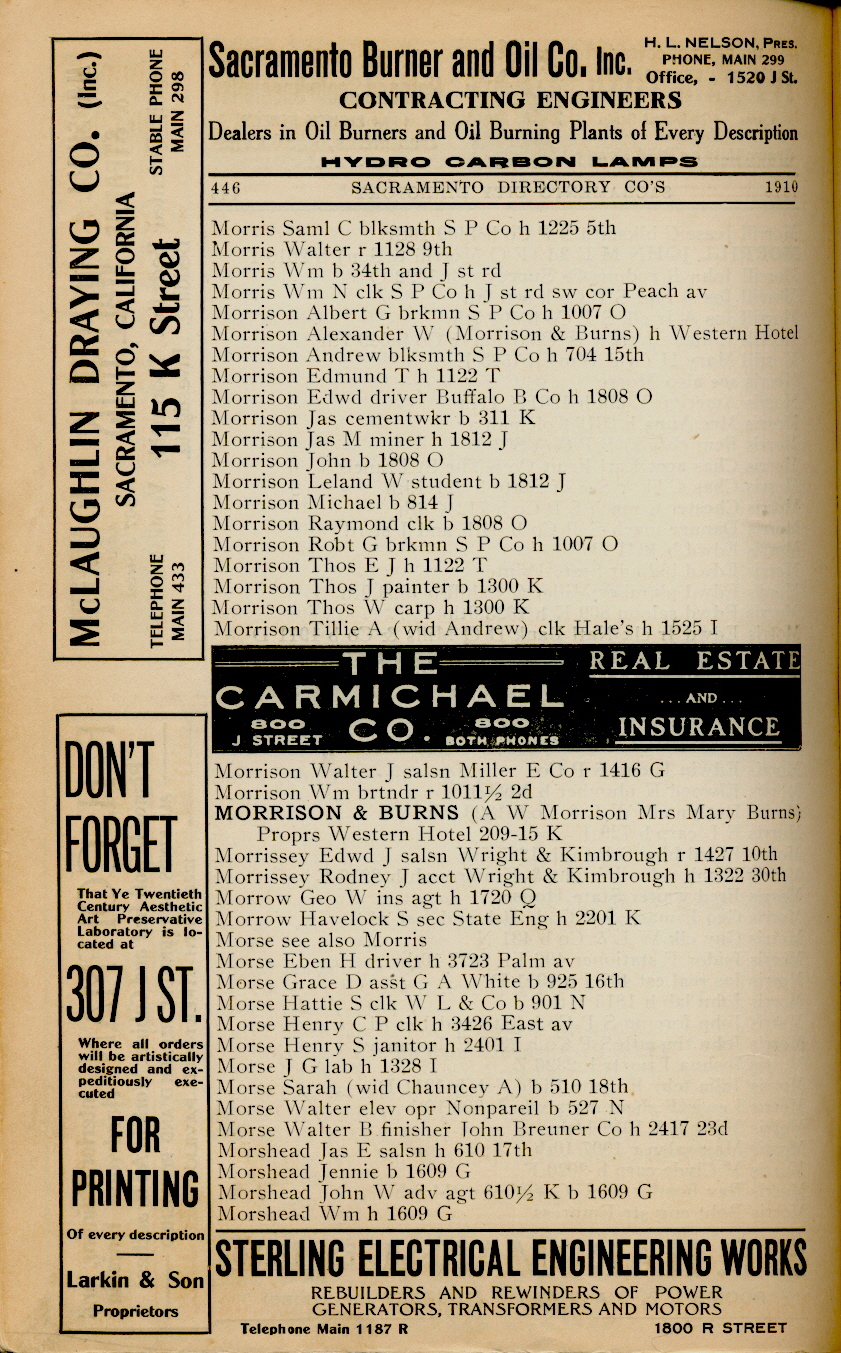 Sacramento Burner and Oil Co. Inc.
H. L. NELSON, PRES.
PHONE, MAIN 299
Office, - 1520 J St.
CONTRACTING ENGINEERS
Dealers in Oil Burners and Oil Burning Plants of Every Description
HYDRO CARBON LAMPS
446 SACRAMENTO DIRECTORY CO'S 1910
McLAUGHLIN DRAYING CO. (Inc.)
SACRAMENTO, CALIFORNIA
TELEPHONE
MAIN 433
115 K Street
STABLE PHONE
MAIN 298
Morris Saml C blksmth S P Co h 1225 5th
Morris Walter r 1128 9th
Morris Wm b 34th and J st rd
Morris Wm N clk S P Co h J st rd sw cor Peach av
Morrison Albert G brkmn S P Co h 1007 O
Morrison Alexander W (Morrison & Burns) h Western Hotel
Morrison Andrew blksmth S P Co h 704 15th
Morrison Edmund T h 1122 T
Morrison Edwd driver Buffalo B Co h 1808 O
Morrison Jas cementwkr b 311 K
Morrison Jas M miner h 1812 J
Morrison John b 1808 O
Morrison Leland W student b 1812 J
Morrison Michael b 814 J
Morrison Raymond clk b 1808 O
Morrison Robt G brkmn S P Co h 1007 O
Morrison Thos E J h 1122 T
Morrison Thos J painter b 1300 K
Morrison Thos W carp h 1300 K
Morrison Tillie A (wid Andrew) clk Hale's h 1525 I
THE
CARMICHAEL
CO.
800
J STREET
800
BOTH PHONES
REAL ESTATE
...AND...
INSURANCE
DON'T
FORGET
That Ye Twentieth
Century Aesthetic
Art Preservative
Laboratory is lo-
cated at
307 J ST.
Where all orders
will be artistically
designed and ex-
peditiously exe-
cuted
FOR
PRINTING
Of every description
Larkin & Son
Proprietors
Morrison Walter J salsn Miller E Co r 1416 G
Morrison Wm brtndr r 1011½ 2d
MORRISON & BURNS (A W Morrison Mrs Mary Burns)
Proprs Western Hotel 209-15 K
Morrissey Edwd J salsn Wright & Kimbrough r 1427 10th
Morrissey Rodney J acct Wright & Kimbrough h 1322 30th
Morrow Geo W ins agt h 1720 Q
Morrow Havelock S sec State Eng h 2201 K
Morse see also Morris
Morse Eben H driver h 3723 Palm av
Morse Grace D asst G A White b 925 16th
Morse Hattie S clk W L & Co b 901 N
Morse Henry C P clk h 3426 East av
Morse Henry S janitor h 2401 I
Morse J G lab h 1328 I
Morse Sarah (wid Chauncey A) b 510 18th
Morse Walter elev opr Nonpareil b 527 N
Morse Walter B finisher John Breuner Co h 2417 23d
Morshead Jas E salsn h 610 17th
Morshead Jennie b 1609 G
Morshead John W adv agt 610½ K b 1609 G
Morshead Wm h 1609 G
STERLING ELECTRICAL ENGINEERING WORKS
REBUILDERS AND REWINDERS OF POWER
GENERATORS, TRANSFORMERS AND MOTORS
Telephone Main 1187 R 1800 R STREET